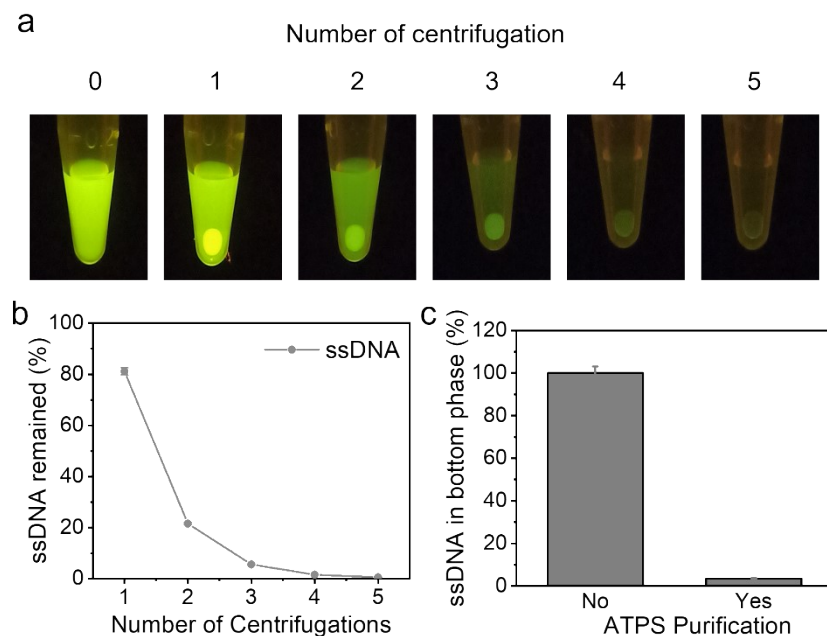 a
Number of centrifugation
0 1 2 3 4 5
b
ssDNA remained (%)
100
80
60
40
20
0
ssDNA
1 2 3 4 5
Number of Centrifugations
c
ssDNA in bottom phase (%)
120
100
80
60
40
20
0
No Yes
ATPS Purification